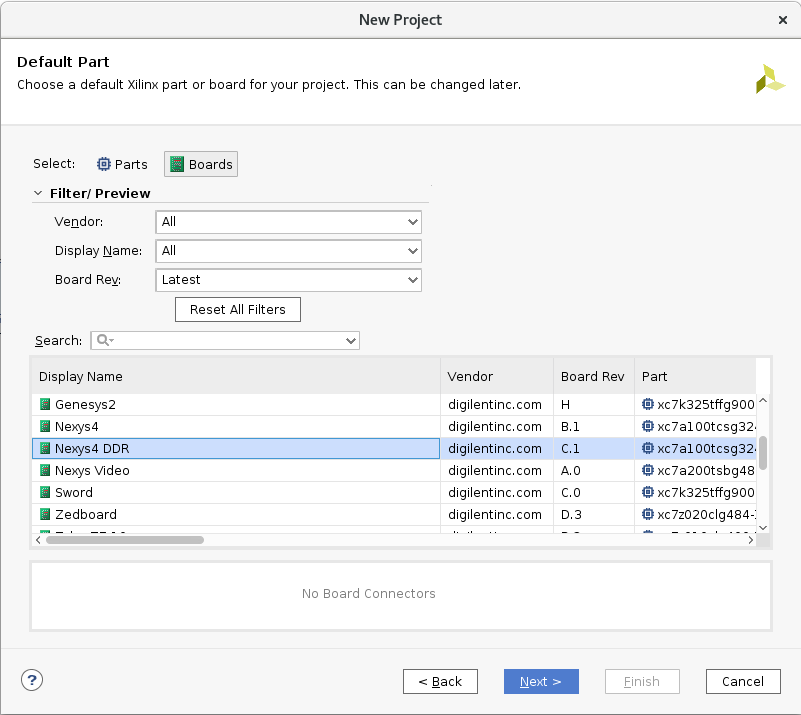 New Project
Default Part
Choose a default Xilinx part or board for your project. This can be changed later.
Select: Parts Boards
Filter/ Preview
Vendor: All
Display Name: All
Board Rev: Latest
Reset All Filters
Search:
Display Name Vendor Board Rev Part
Genesys2 digilentinc.com H xc7k325tffg900
Nexys4 digilentinc.com B.1 xc7a100tcsg324
Nexys4 DDR digilentinc.com C.1 xc7a100tcsg324
Nexys Video digilentinc.com A.0 xc7a200tsbg48
Sword digilentinc.com C.0 xc7k325tffg900
Zedboard digilentinc.com D.3 xc7z020clg484-
No Board Connectors
? < Back Next > Finish Cancel